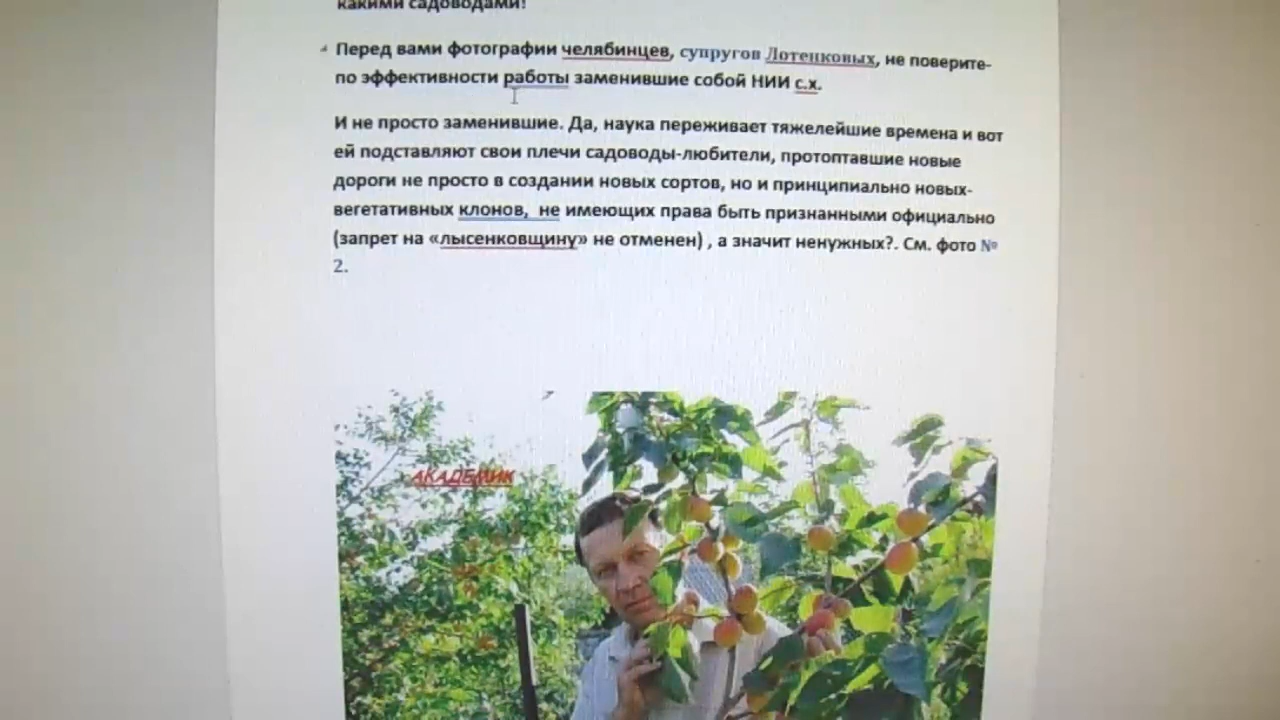 какими садоводами!
Перед вами фотографии челябинцев, супругов Лотенковых, не поверите-
по эффективности работы заменившие собой НИИ с.х.
И не просто заменившие. Да, наука переживает тяжелейшие времена и вот
ей подставляют свои плечи садоводы-любители, протоптавшие новые
дороги не просто в создании новых сортов, но и принципиально новых-
вегетативных клонов,  не имеющих права быть признанными официально
(запрет на «лысенковщину» не отменен) , а значит ненужных?. См. фото №
2.
АКАДЕМИК